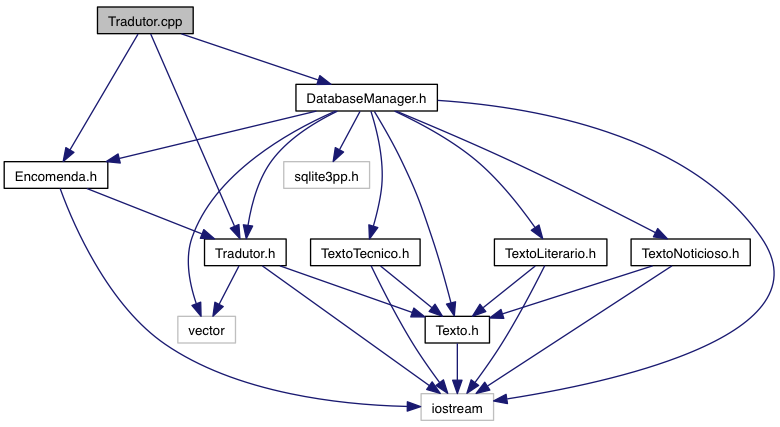 Tradutor.cpp
DatabaseManager.h
Encomenda.h
sqlite3pp.h
Tradutor.h
TextoTecnico.h
TextoLiterario.h
TextoNoticioso.h
vector
Texto.h
iostream